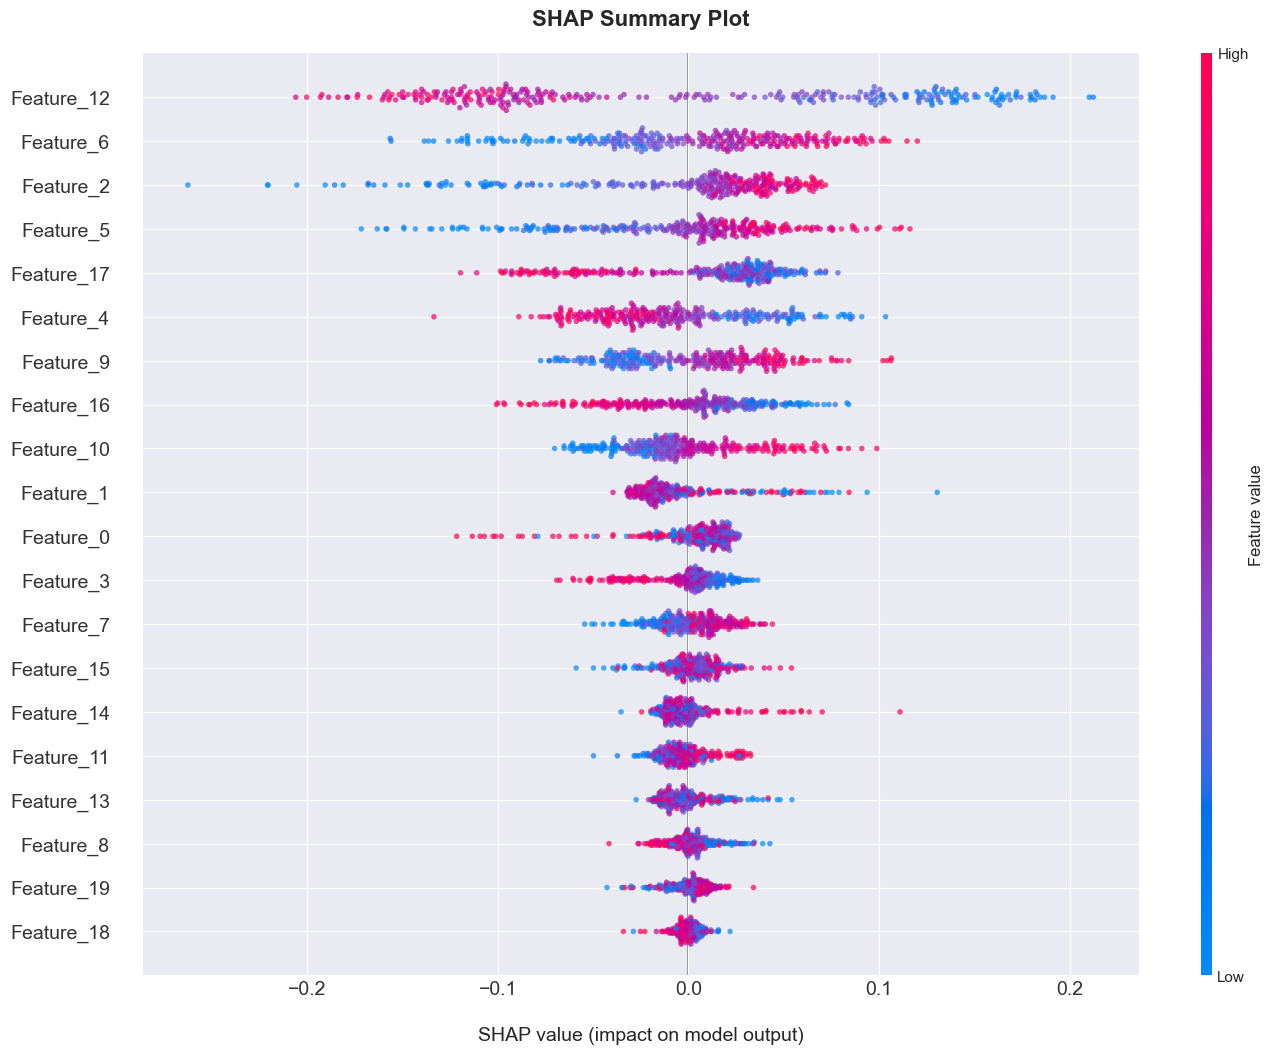 SHAP Summary Plot
High
Feature_12
Feature_6
Feature_2
Feature_5
Feature_17
Feature_4
Feature_9
Feature_16
Feature_10
Feature_1
Feature_0
Feature_3
Feature_7
Feature_15
Feature_14
Feature_11
Feature_13
Feature_8
Feature_19
Feature_18
Feature value
Low
−0.2 −0.1 0.0 0.1 0.2
SHAP value (impact on model output)